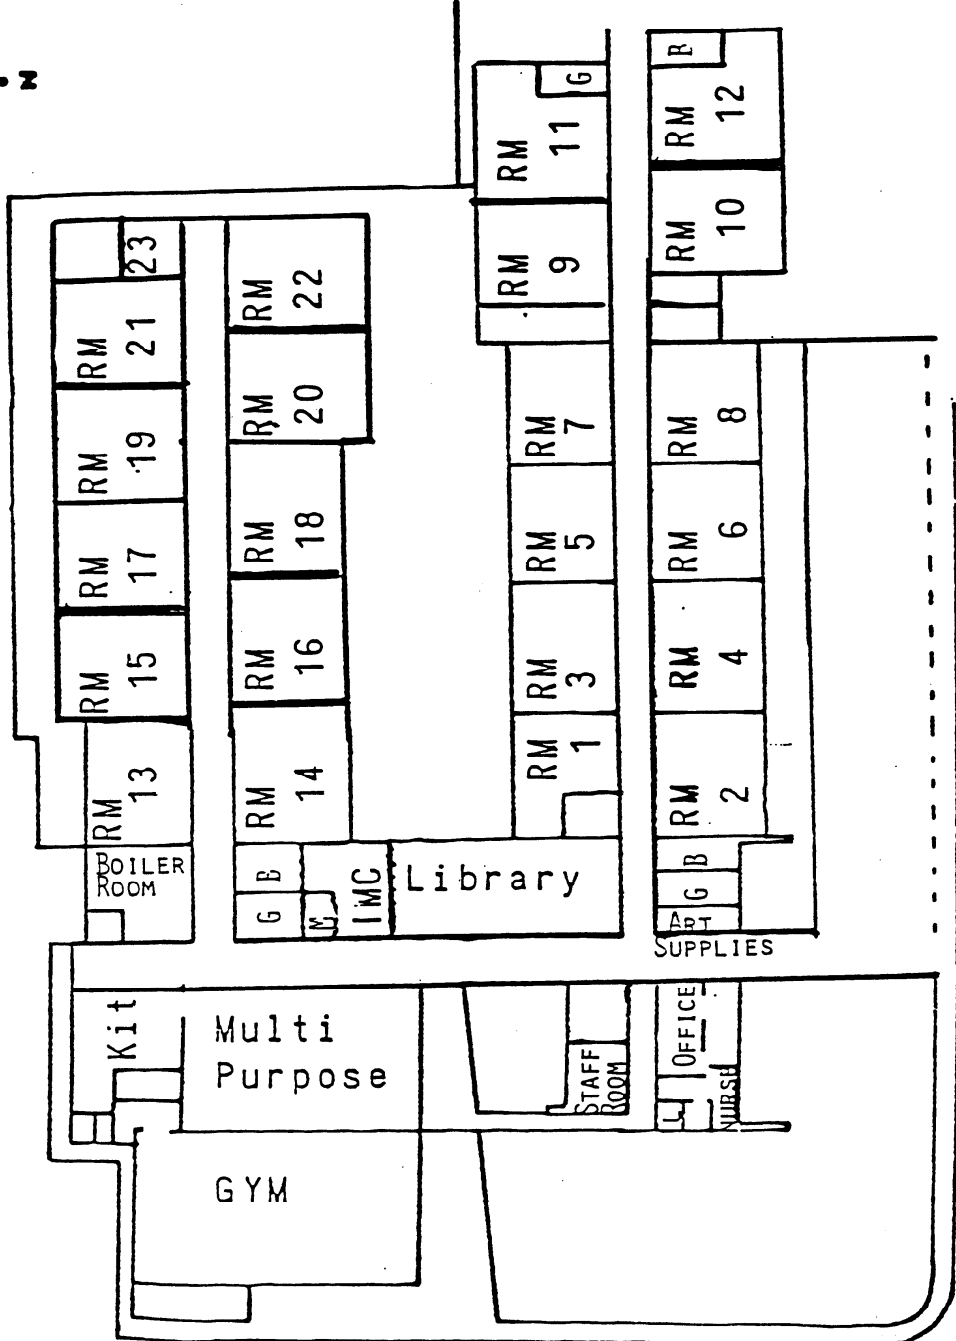 N
B
RM
12
G
RM
11
RM
10
RM
9
23
RM
21
RM
22
RM
19
RM
20
RM
7
RM
8
RM
17
RM
18
RM
5
RM
6
RM
15
RM
16
RM
3
RM
4
RM
13
RM
14
RM
1
RM
2
BOILER
ROOM
B
G
M
IMC
Library
B
G
ART
SUPPLIES
Kit
Multi
Purpose
STAFF
ROOM
OFFICE
NURSE
L
GYM